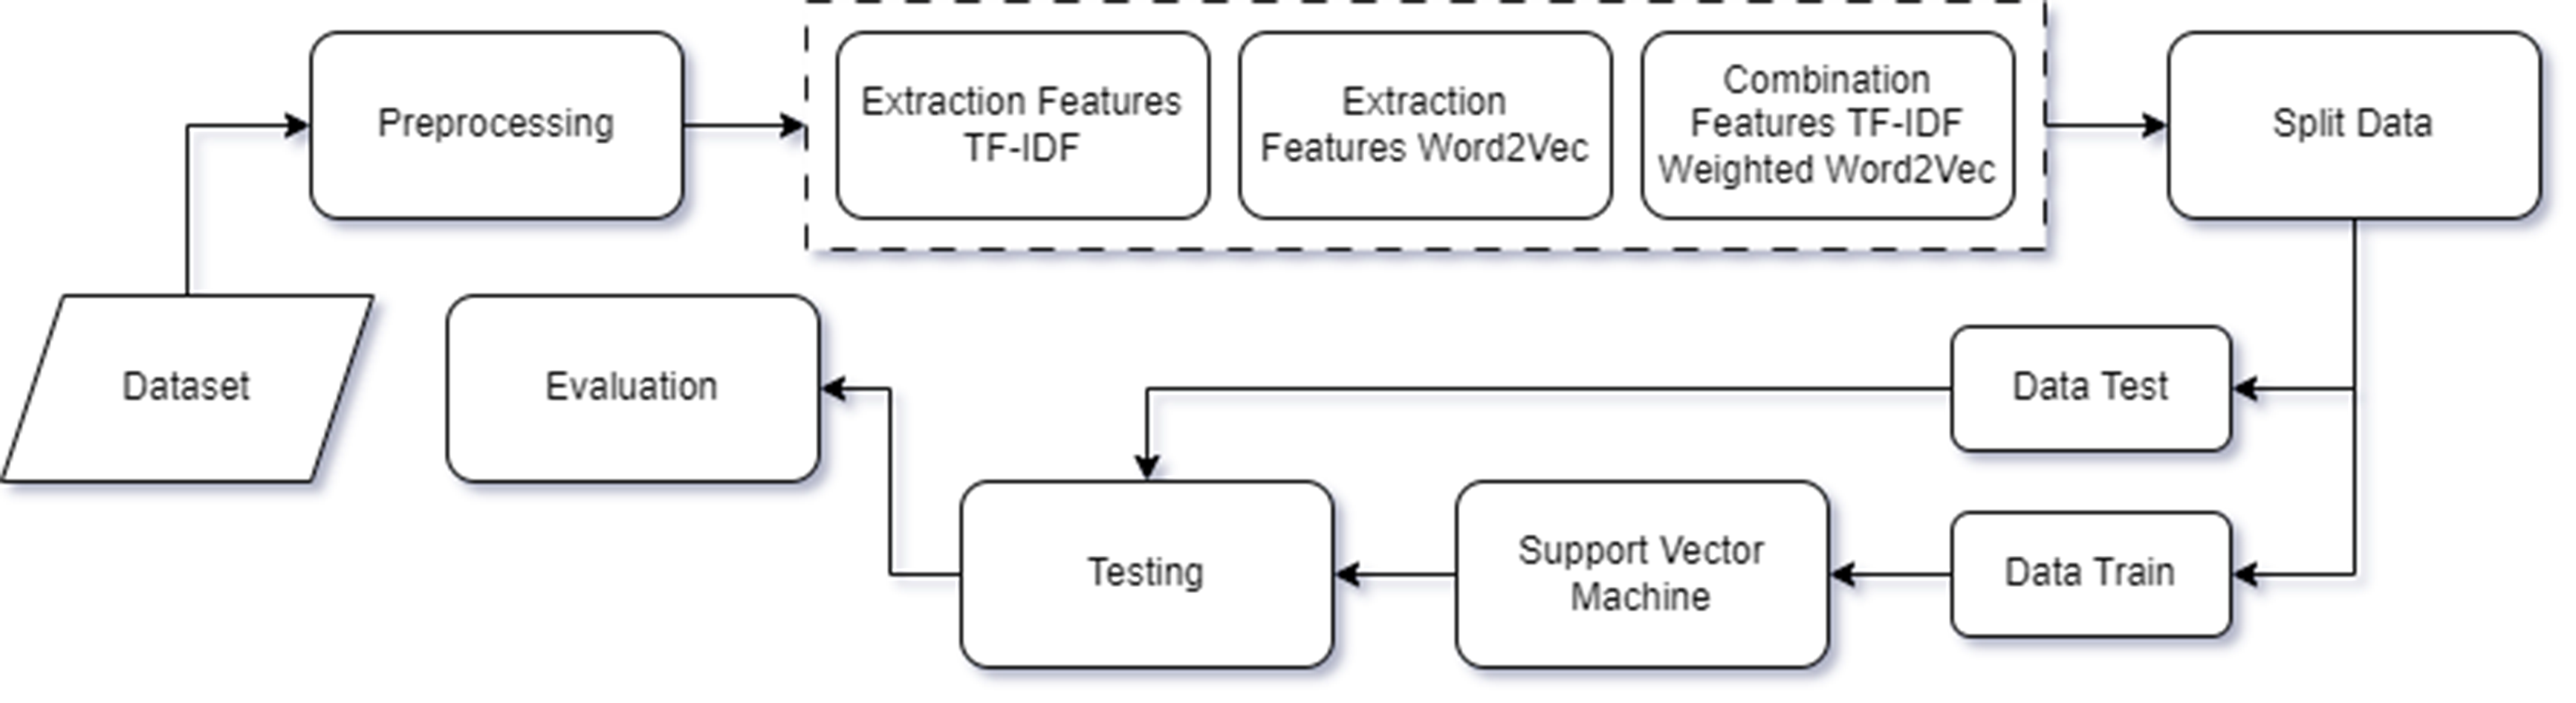 Preprocessing
Extraction Features
TF-IDF
Extraction
Features Word2Vec
Combination
Features TF-IDF
Weighted Word2Vec
Split Data
Dataset
Evaluation
Data Test
Testing
Support Vector
Machine
Data Train